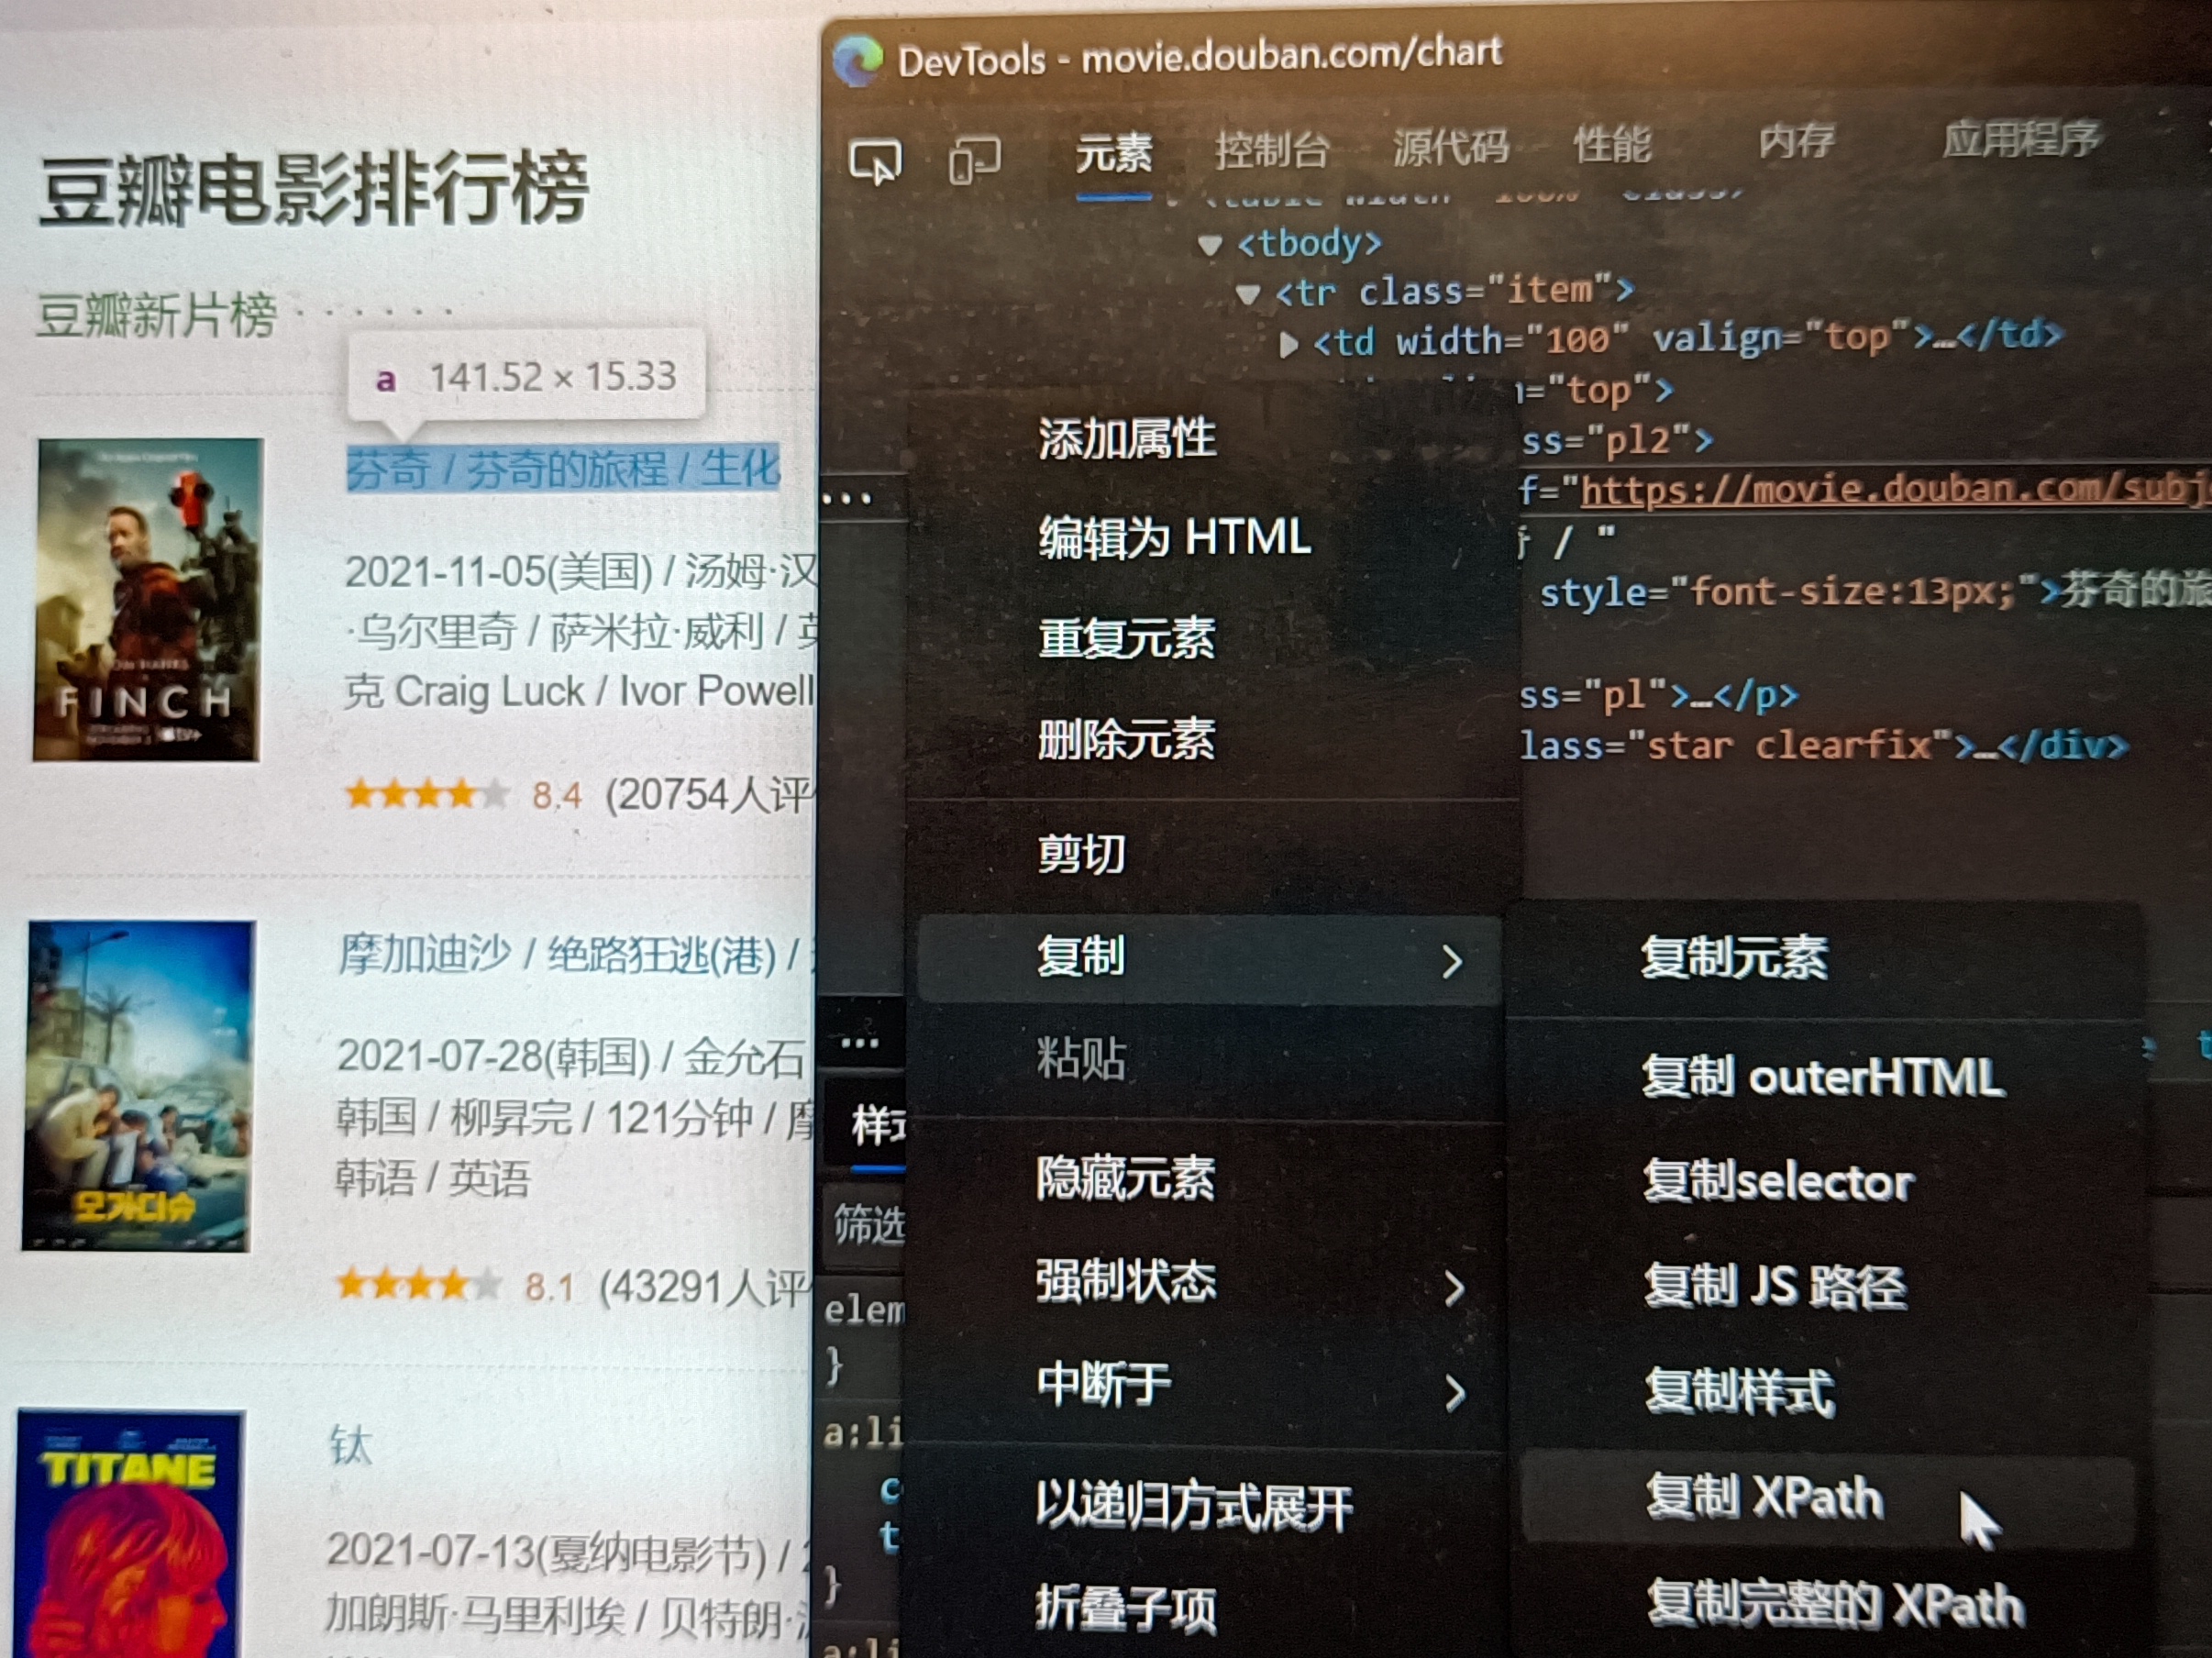 豆瓣电影排行榜
豆瓣新片榜 · · · · · ·
a 141.52 × 15.33
芬奇 / 芬奇的旅程 / 生化
2021-11-05(美国) / 汤姆·汉
·乌尔里奇 / 萨米拉·威利 / 英
克 Craig Luck / Ivor Powell
FINCH
8.4 (20754人评
摩加迪沙 / 绝路狂逃(港) /
2021-07-28(韩国) / 金允石
韩国 / 柳昇完 / 121分钟 / 摩
韩语 / 英语
모가디슈
8.1 (43291人评
钛
TITANE
2021-07-13(戛纳电影节) / 2
加朗斯·马里利埃 / 贝特朗·
DevTools - movie.douban.com/chart
元素 控制台 源代码 性能 内存 应用程序
<tbody>
<tr class="item">
<td width="100" valign="top">…</td>
="top">
ss="pl2">
f="https://movie.douban.com/subj
/ "
style="font-size:13px;">芬奇的旅
ss="pl">…</p>
lass="star clearfix">…</div>
添加属性
编辑为 HTML
重复元素
删除元素
剪切
复制
粘贴
隐藏元素
强制状态
中断于
以递归方式展开
折叠子项
复制元素
复制 outerHTML
复制selector
复制 JS 路径
复制样式
复制 XPath
复制完整的 XPath
...
...
样式
筛选
elem
}
a:li
c
t
}
a:li